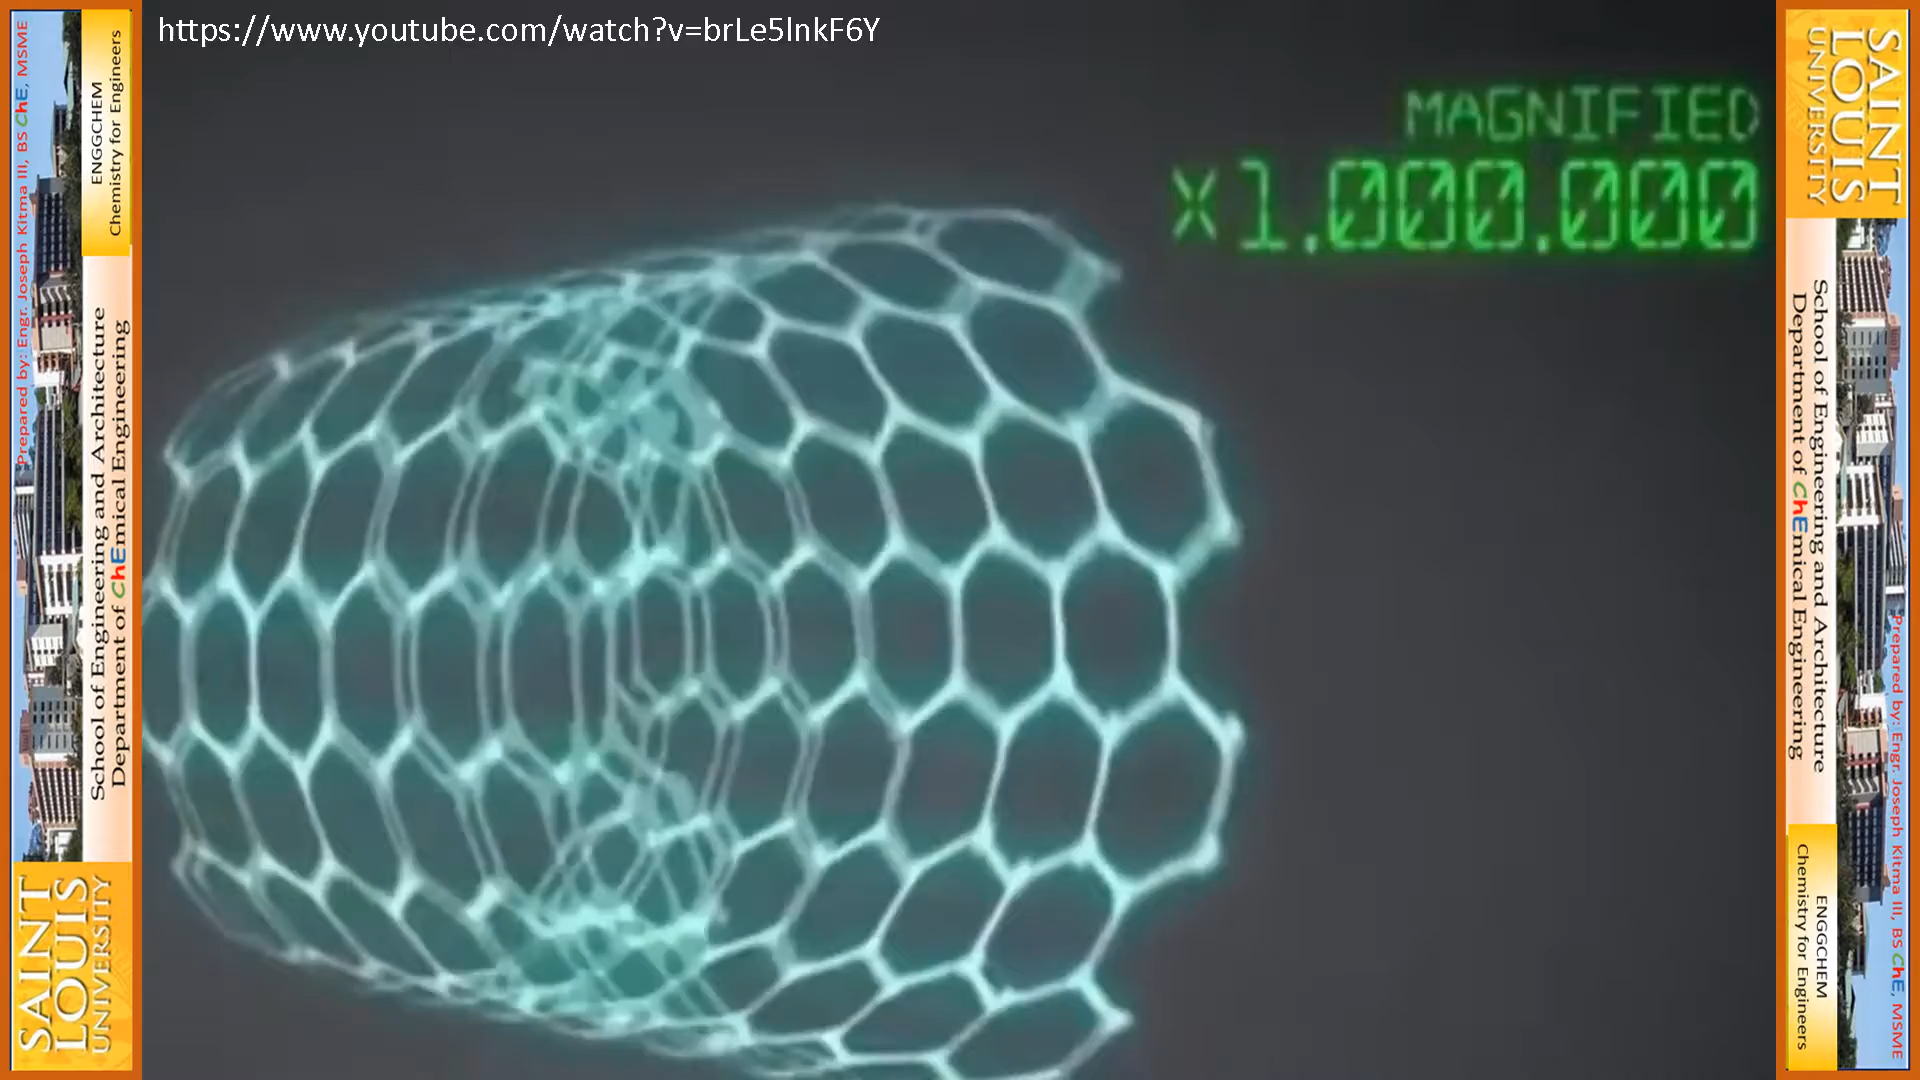 https://www.youtube.com/watch?v=brLe5lnkF6Y
MAGNIFIED
×1.000.000
Prepared by: Engr. Joseph Kitma III, BS ChE, MSME
ENGGCHEM
Chemistry for Engineers
School of Engineering and Architecture
Department of ChEmical Engineering
SAINT
LOUIS
UNIVERSITY
SAINT
LOUIS
UNIVERSITY
School of Engineering and Architecture
Department of ChEmical Engineering
ENGGCHEM
Chemistry for Engineers
Prepared by: Engr. Joseph Kitma III, BS ChE, MSME